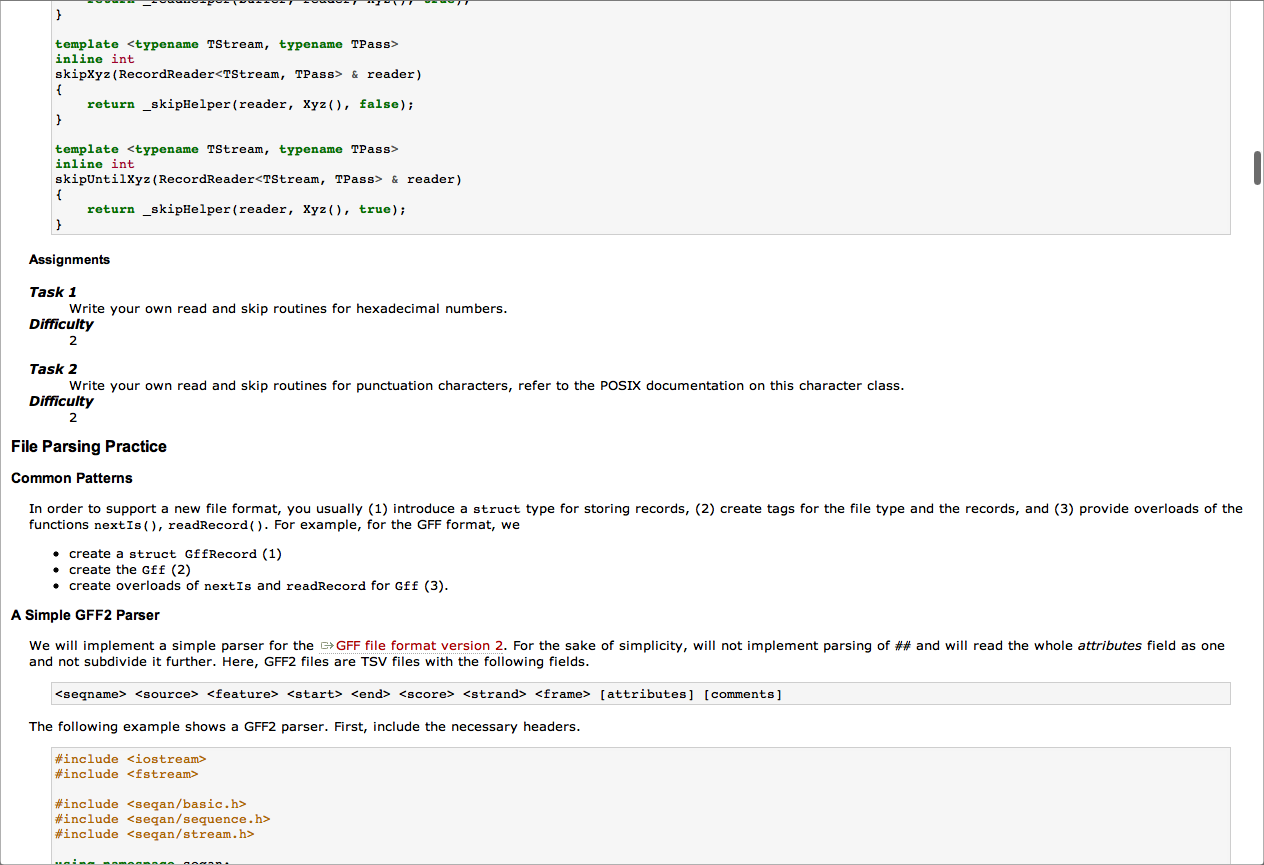 return _readHelper(buffer, reader, Xyz(), true);
}
template <typename TStream, typename TPass>
inline int
skipXyz(RecordReader<TStream, TPass> & reader)
{
    return _skipHelper(reader, Xyz(), false);
}
template <typename TStream, typename TPass>
inline int
skipUntilXyz(RecordReader<TStream, TPass> & reader)
{
    return _skipHelper(reader, Xyz(), true);
}
Assignments
Task 1
Write your own read and skip routines for hexadecimal numbers.
Difficulty
2
Task 2
Write your own read and skip routines for punctuation characters, refer to the POSIX documentation on this character class.
Difficulty
2
File Parsing Practice
Common Patterns
In order to support a new file format, you usually (1) introduce a struct type for storing records, (2) create tags for the file type and the records, and (3) provide overloads of the
functions nextIs(), readRecord(). For example, for the GFF format, we
• create a struct GffRecord (1)
• create the Gff (2)
• create overloads of nextIs and readRecord for Gff (3).
A Simple GFF2 Parser
We will implement a simple parser for the GFF file format version 2. For the sake of simplicity, will not implement parsing of ## and will read the whole attributes field as one
and not subdivide it further. Here, GFF2 files are TSV files with the following fields.
<seqname> <source> <feature> <start> <end> <score> <strand> <frame> [attributes] [comments]
The following example shows a GFF2 parser. First, include the necessary headers.
#include <iostream>
#include <fstream>
#include <seqan/basic.h>
#include <seqan/sequence.h>
#include <seqan/stream.h>
using namespace seqan;